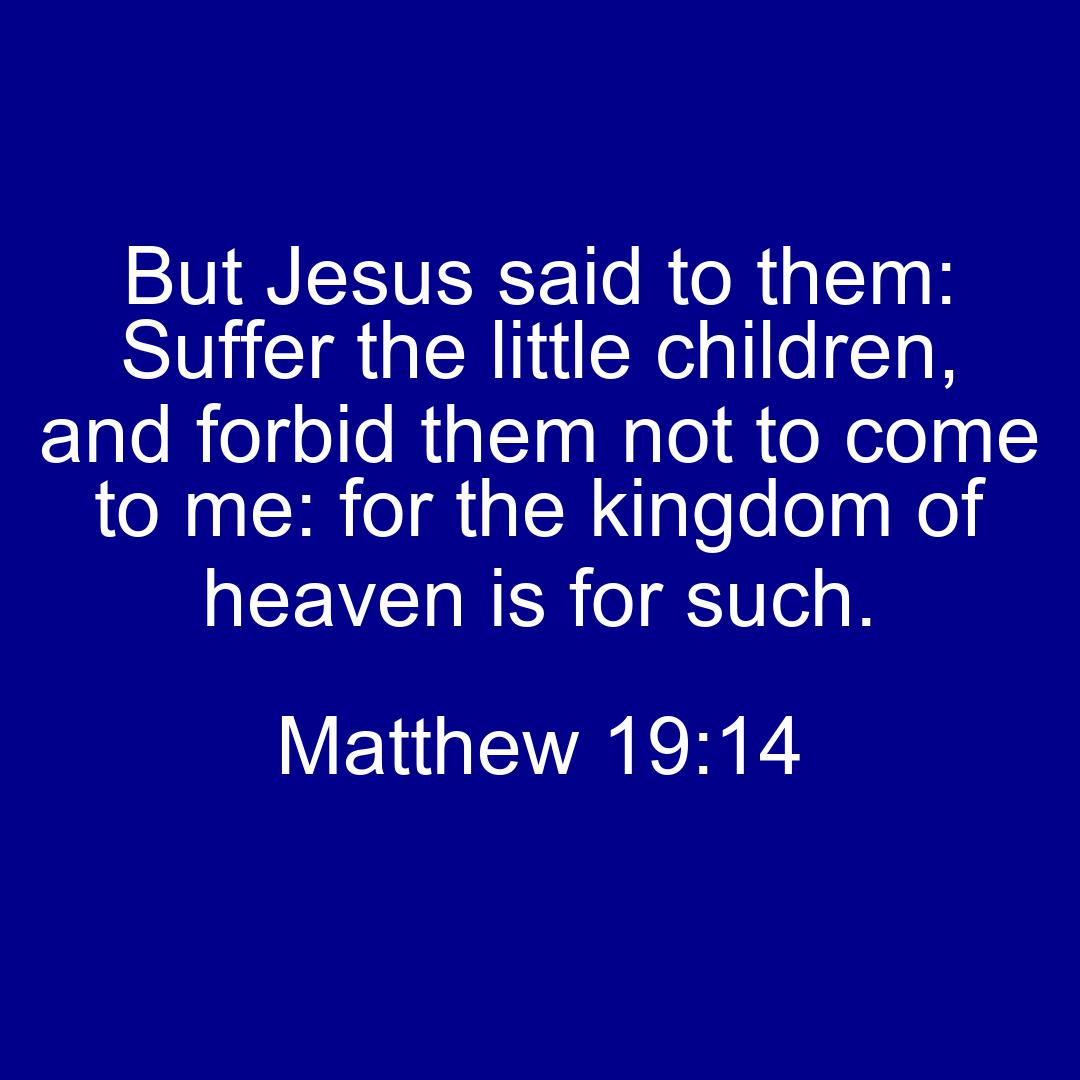 But Jesus said to them:
Suffer the little children,
and forbid them not to come
to me: for the kingdom of
heaven is for such.
Matthew 19:14